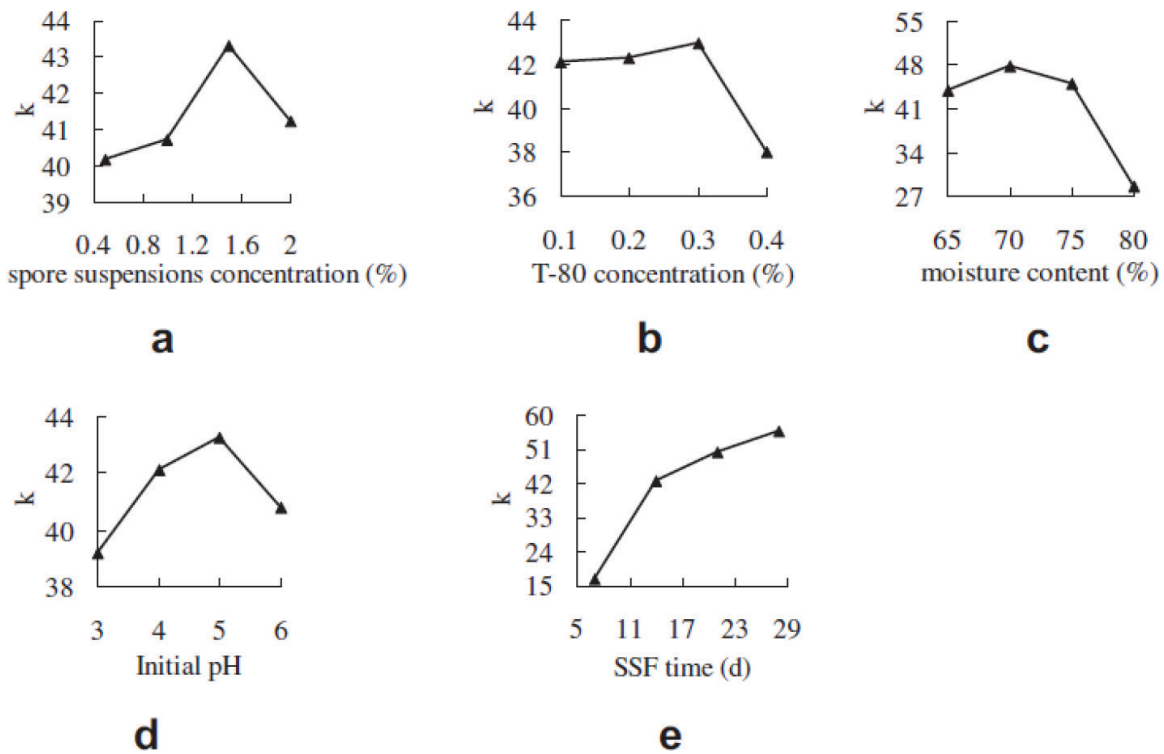 44
43
42
41
40
39
k
0.4 0.8 1.2 1.6 2
spore suspensions concentration (%)
a
44
42
40
38
36
k
0.1 0.2 0.3 0.4
T-80 concentration (%)
b
55
48
41
34
27
k
65 70 75 80
moisture content (%)
c
44
42
40
38
k
3 4 5 6
Initial pH
d
60
51
42
33
24
15
k
5 11 17 23 29
SSF time (d)
e